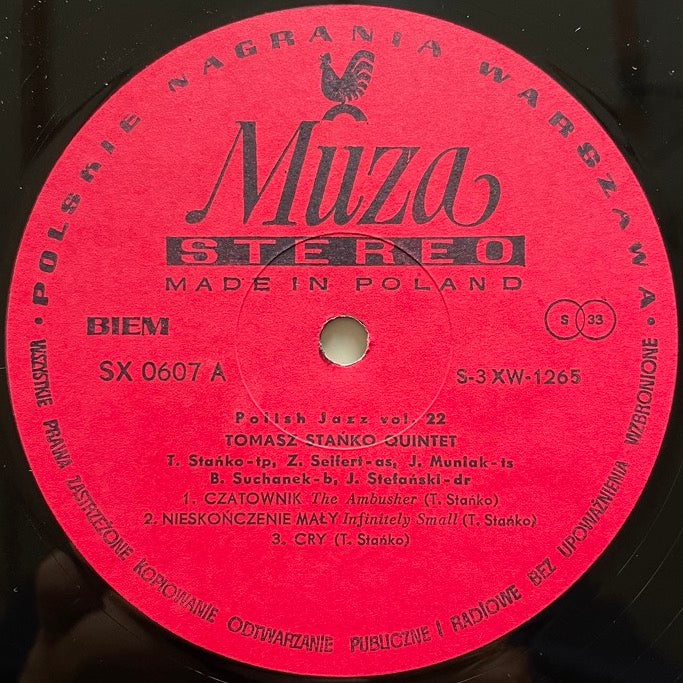 • POLSKIE NAGRANIA WARSZAWA •
Muza
STEREO
MADE IN POLAND
BIEM
S 33
SX 0607 A
S-3 XW-1265
Polish Jazz vol. 22
TOMASZ STAŃKO QUINTET
T. Stańko-tp, Z. Seifert-as, J. Muniak-ts
B. Suchanek-b, J. Stefański-dr
1. CZATOWNIK The Ambusher (T. Stańko)
2. NIESKOŃCZENIE MAŁY Infinitely Small (T. Stańko)
3. CRY (T. Stańko)
WSZYSTKIE PRAWA ZASTRZEŻONE KOPIOWANIE ODTWARZANIE PUBLICZNE I RADIOWE BEZ UPOWAŻNIENIA WZBRONIONE